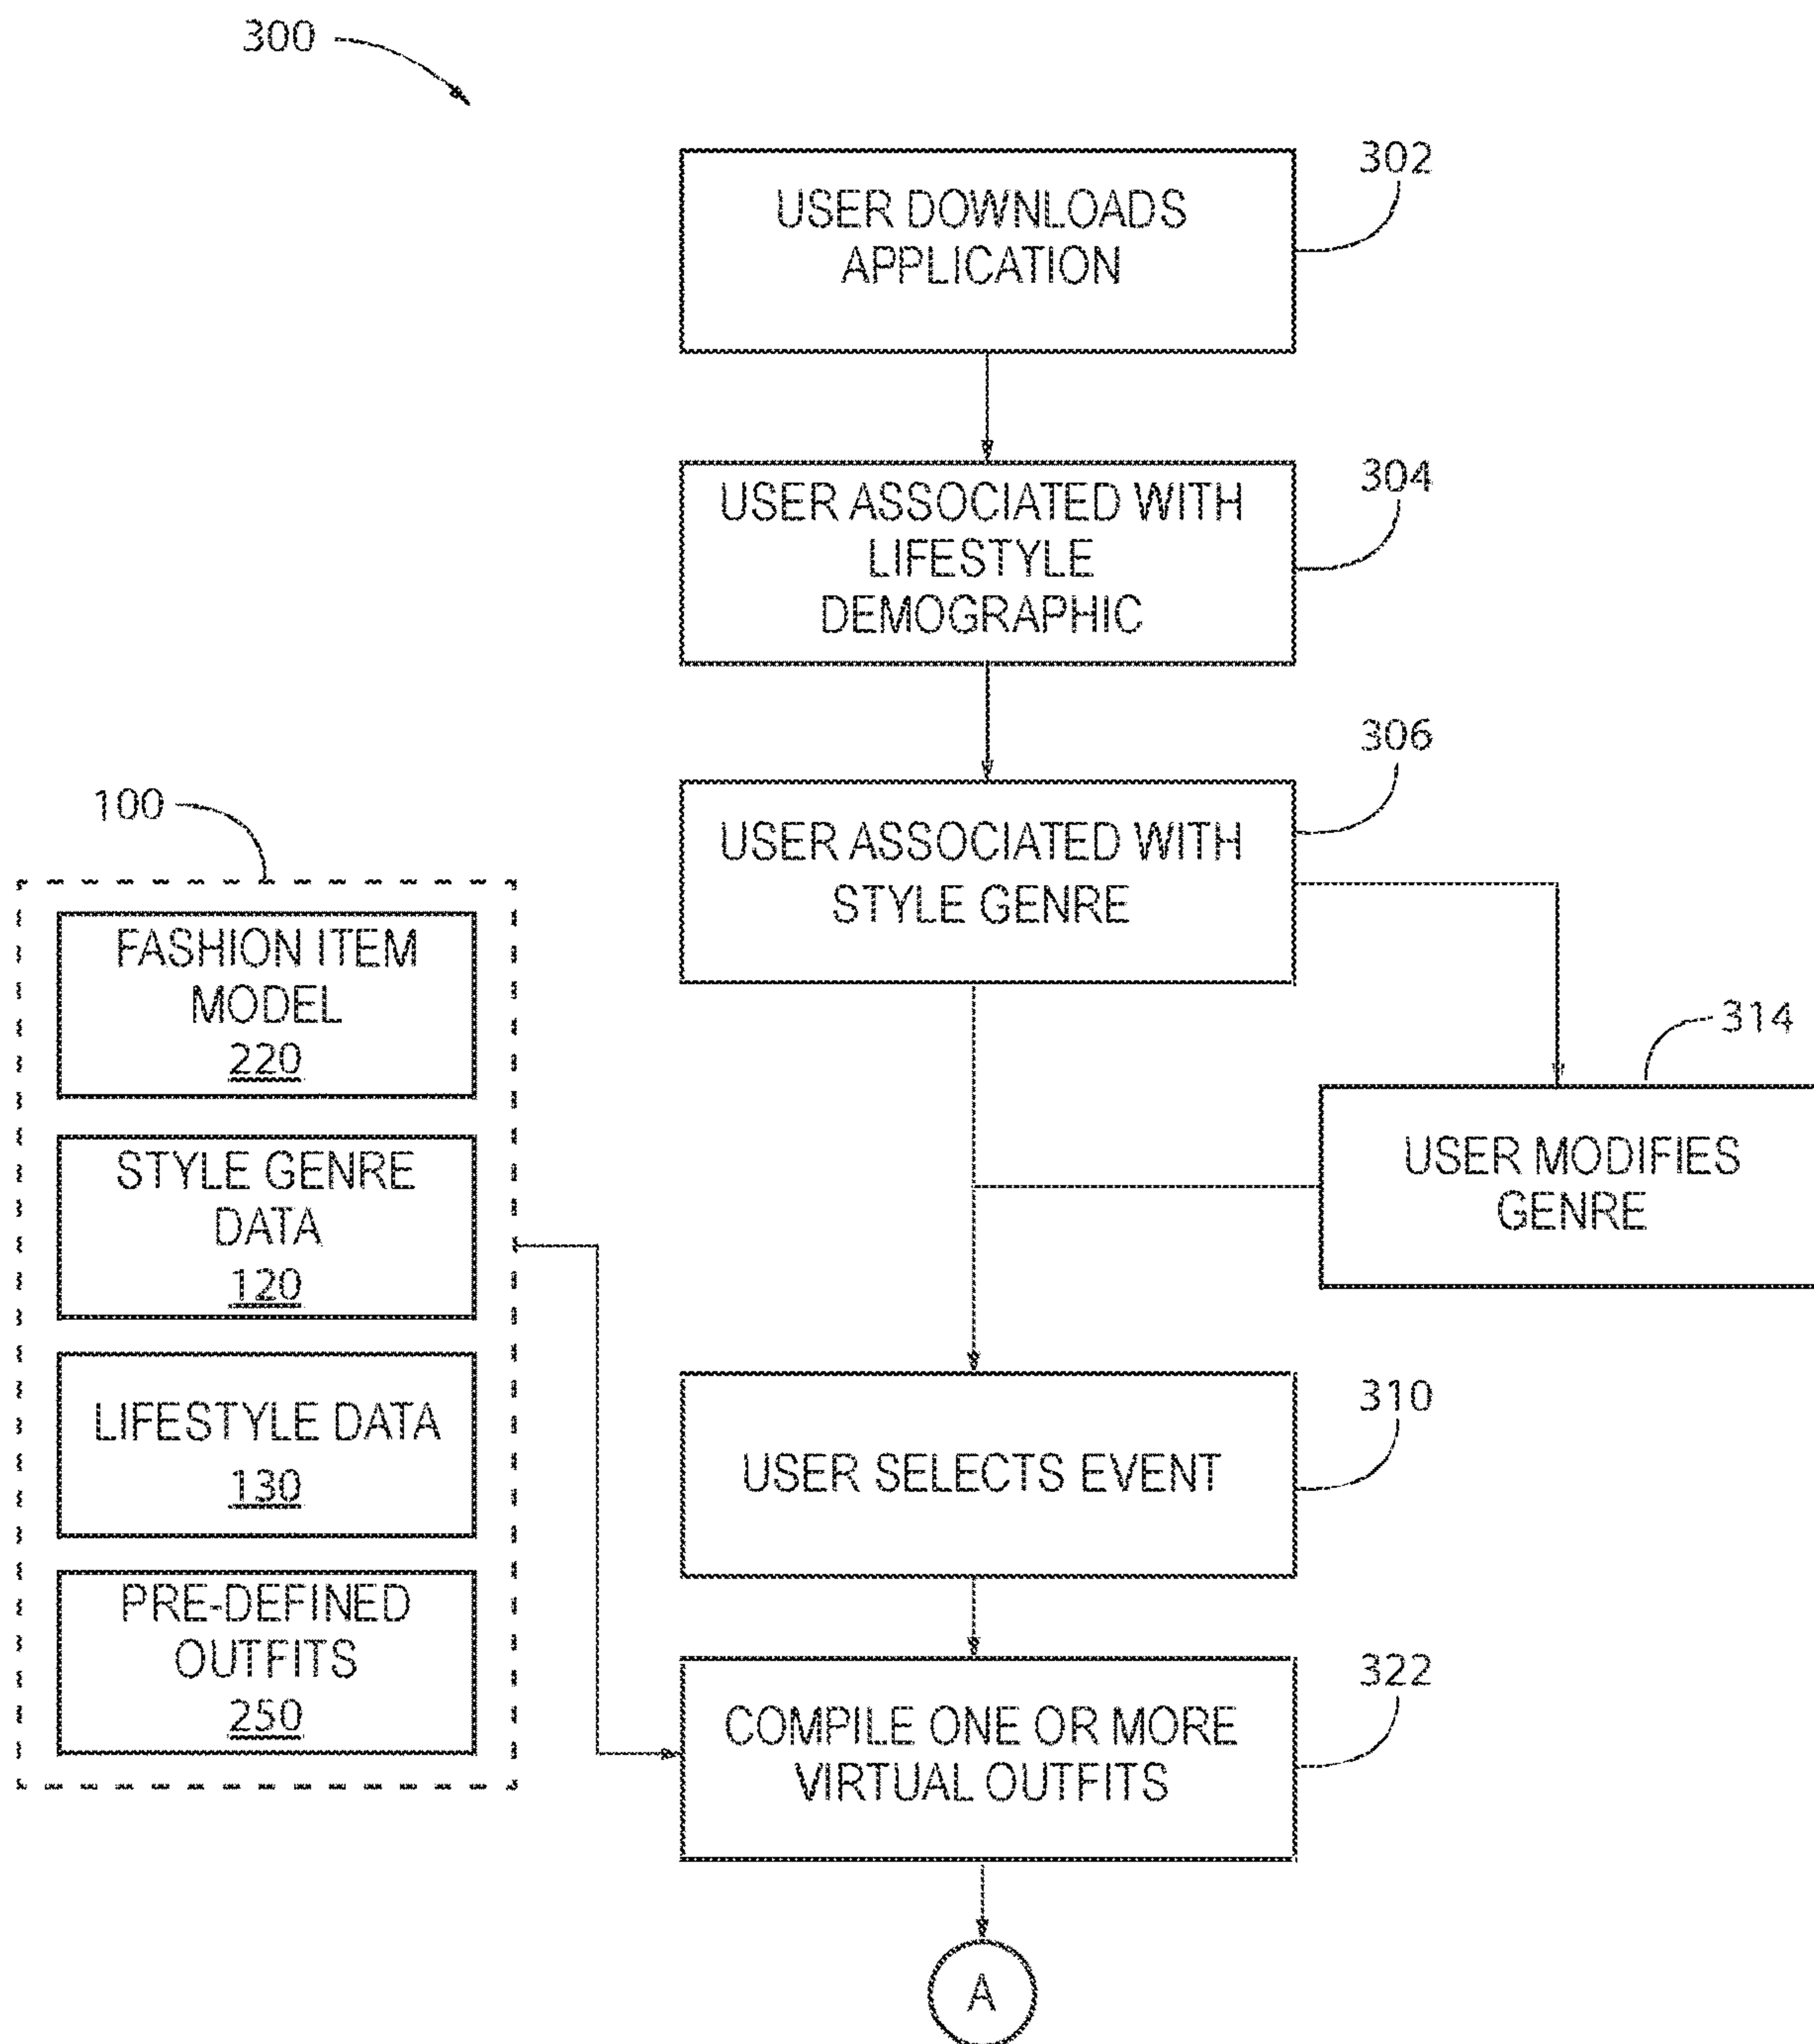 300
302
USER DOWNLOADS
APPLICATION
304
USER ASSOCIATED WITH
LIFESTYLE
DEMOGRAPHIC
306
USER ASSOCIATED WITH
STYLE GENRE
100
FASHION ITEM
MODEL
220
STYLE GENRE
DATA
120
LIFESTYLE DATA
130
PRE-DEFINED
OUTFITS
250
314
USER MODIFIES
GENRE
310
USER SELECTS EVENT
322
COMPILE ONE OR MORE
VIRTUAL OUTFITS
A